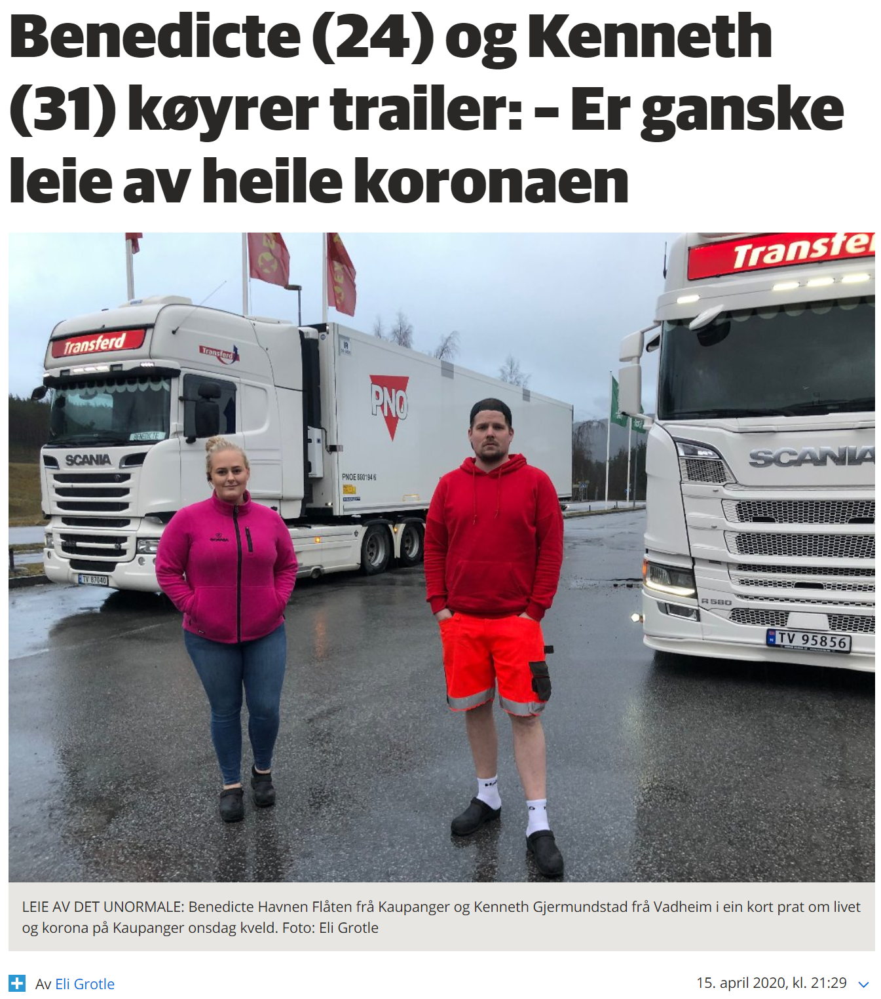 Benedicte (24) og Kenneth
(31) køyrer trailer: – Er ganske
leie av heile koronaen
Transferd
Transferd
BENEDICTE
SCANIA
SCANIA
TV 87040
PNO
PNOE 880194 6
SCANIA
R 580
TV 95856
LEIE AV DET UNORMALE: Benedicte Havnen Flåten frå Kaupanger og Kenneth Gjermundstad frå Vadheim i ein kort prat om livet
og korona på Kaupanger onsdag kveld. Foto: Eli Grotle
Av Eli Grotle
15. april 2020, kl. 21:29